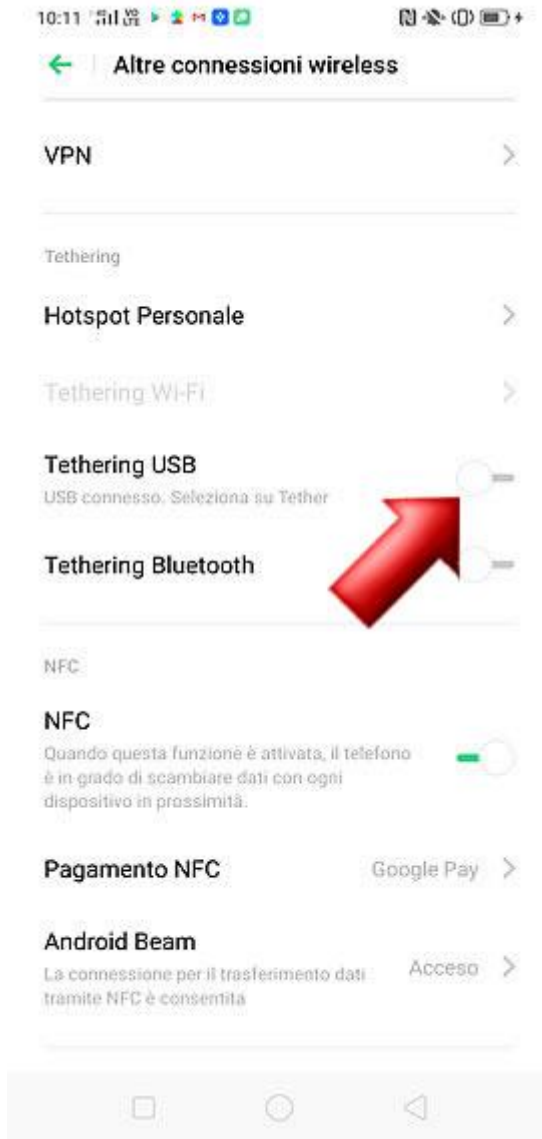 10:11
Altre connessioni wireless
VPN
Tethering
Hotspot Personale
Tethering Wi-Fi
Tethering USB
USB connesso. Seleziona su Tether
Tethering Bluetooth
NFC
NFC
Quando questa funzione è attivata, il telefono
è in grado di scambiare dati con ogni
dispositivo in prossimità.
Pagamento NFC
Google Pay
Android Beam
La connessione per il trasferimento dati
tramite NFC è consentita
Acceso